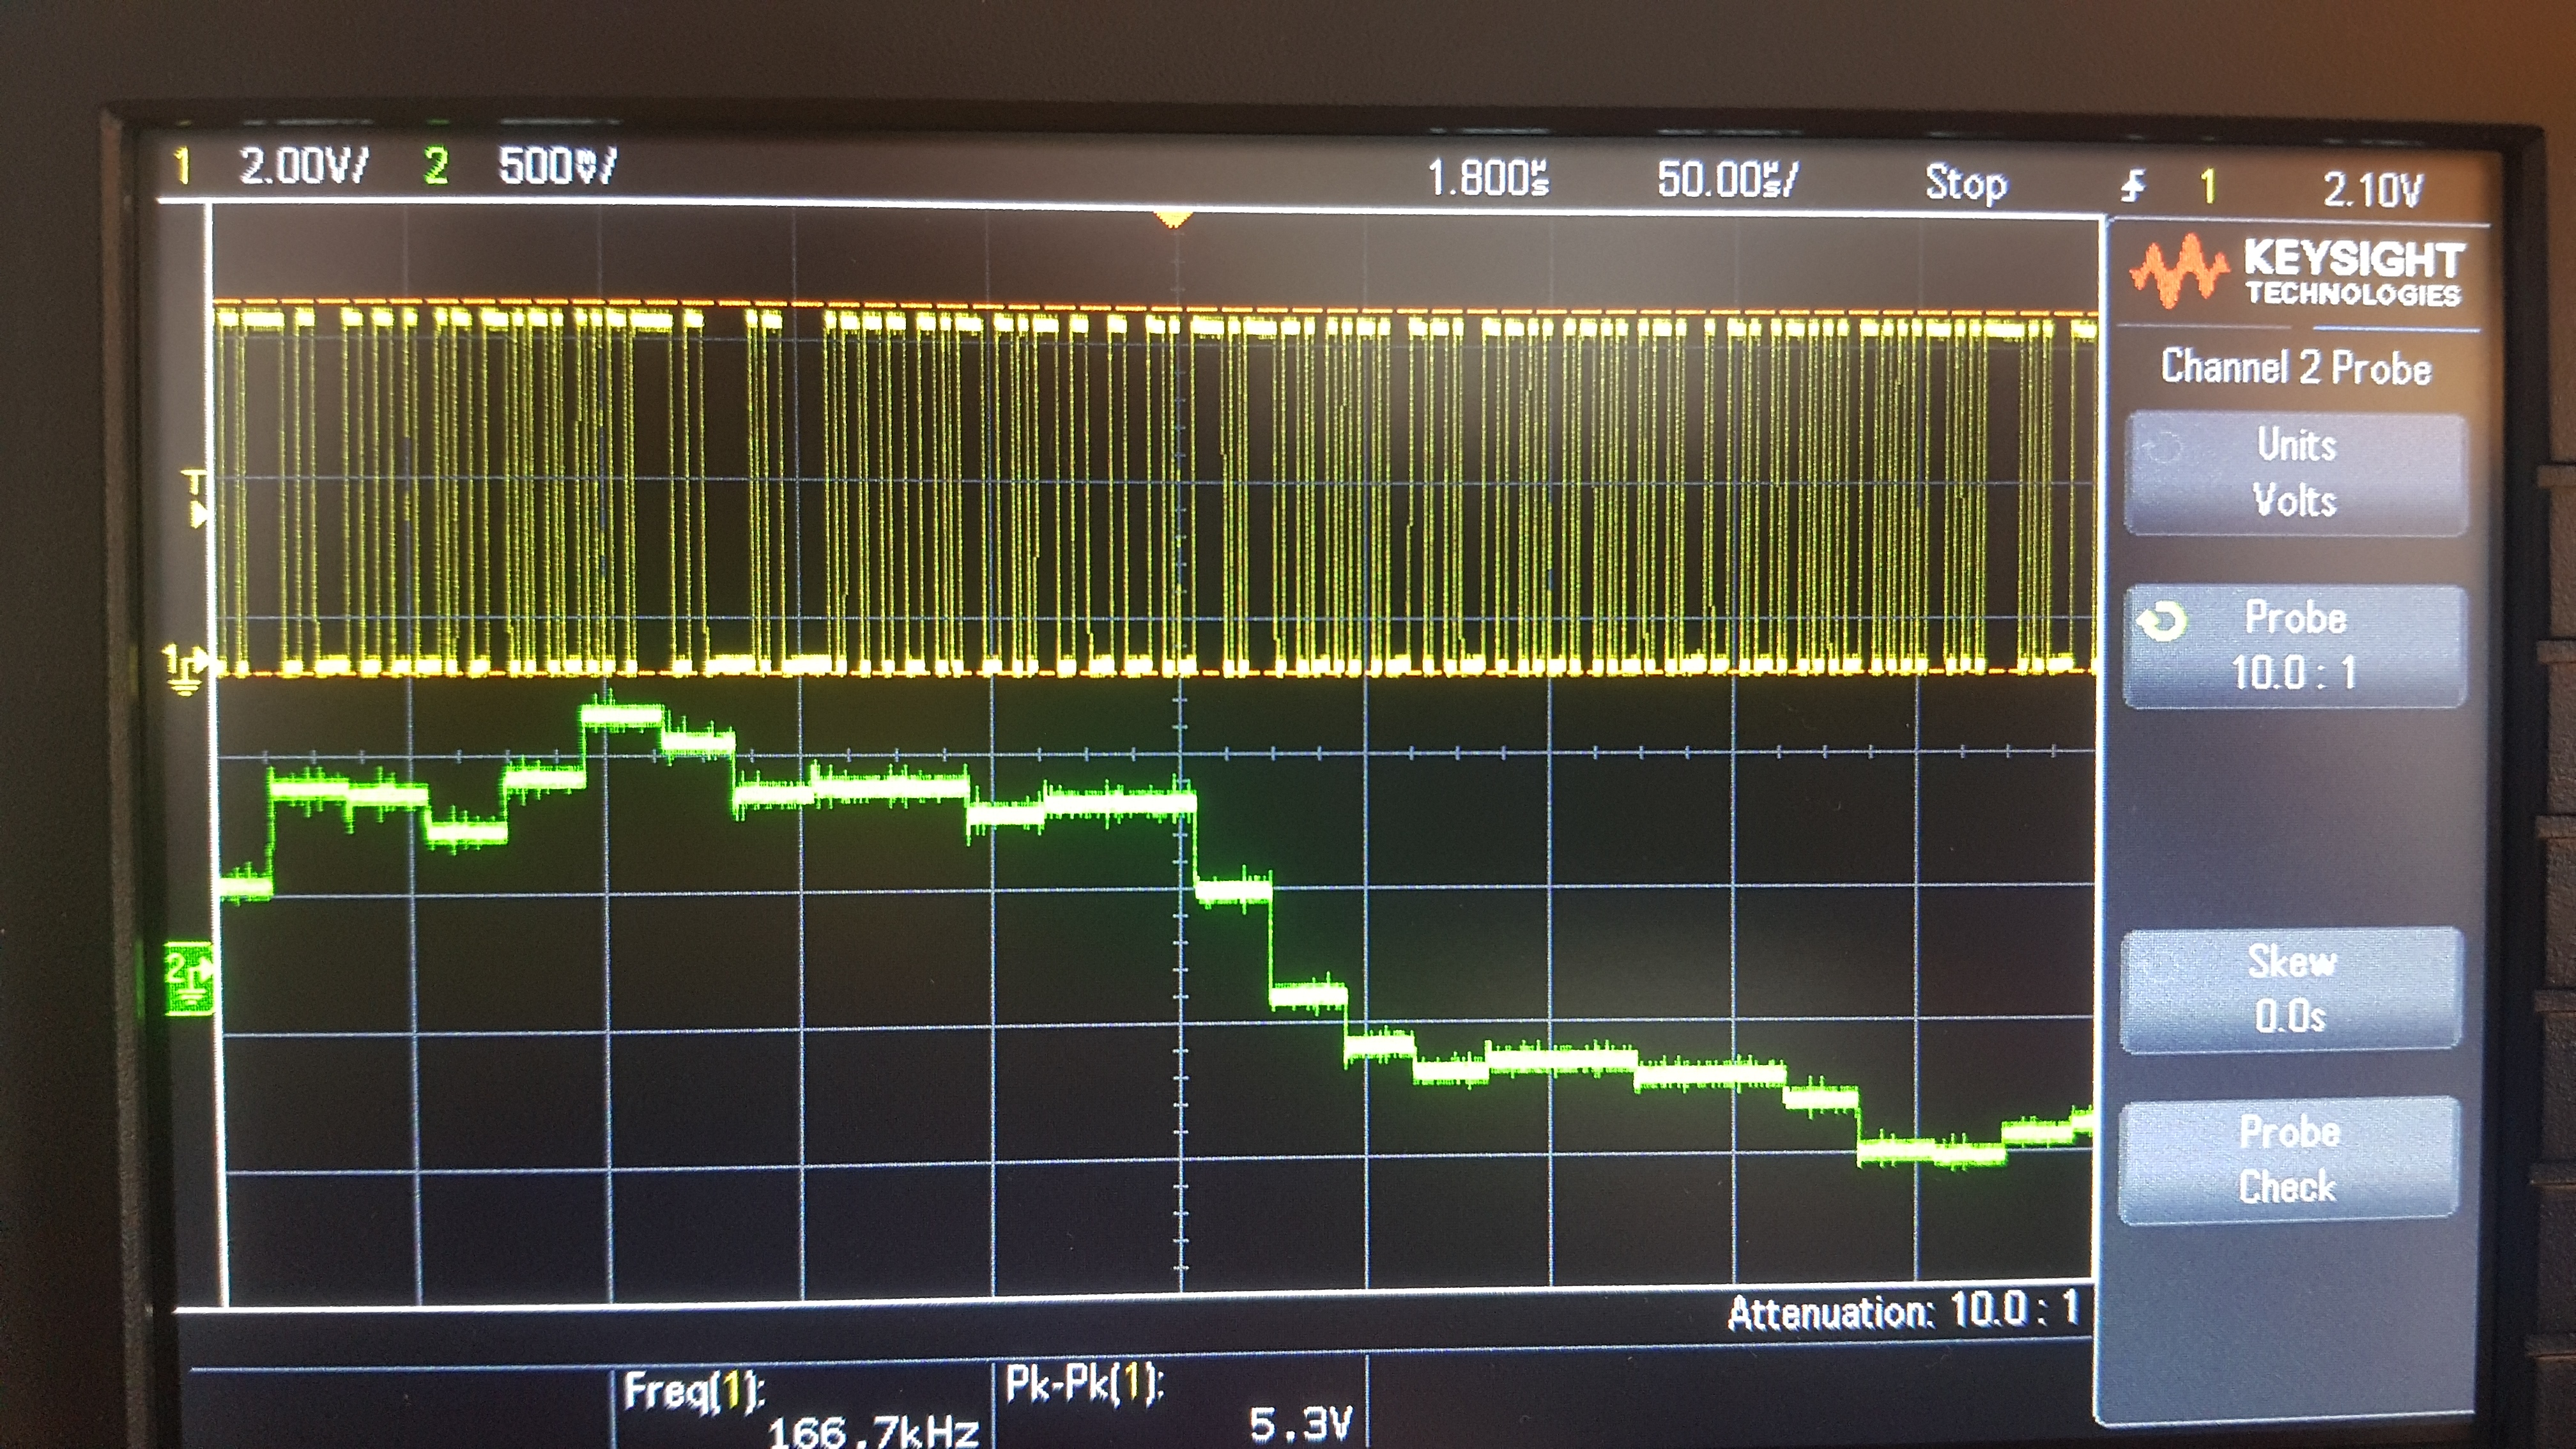 1 2.00V/ 2 500mV/ 1.800µs 50.00µs/ Stop 1 2.10V
KEYSIGHT
TECHNOLOGIES
Channel 2 Probe
Units
Volts
Probe
10.0 : 1
Skew
0.0s
Probe
Check
T
1
2
Attenuation: 10.0 : 1
Freq(1):
166.7kHz
Pk-Pk(1):
5.3V